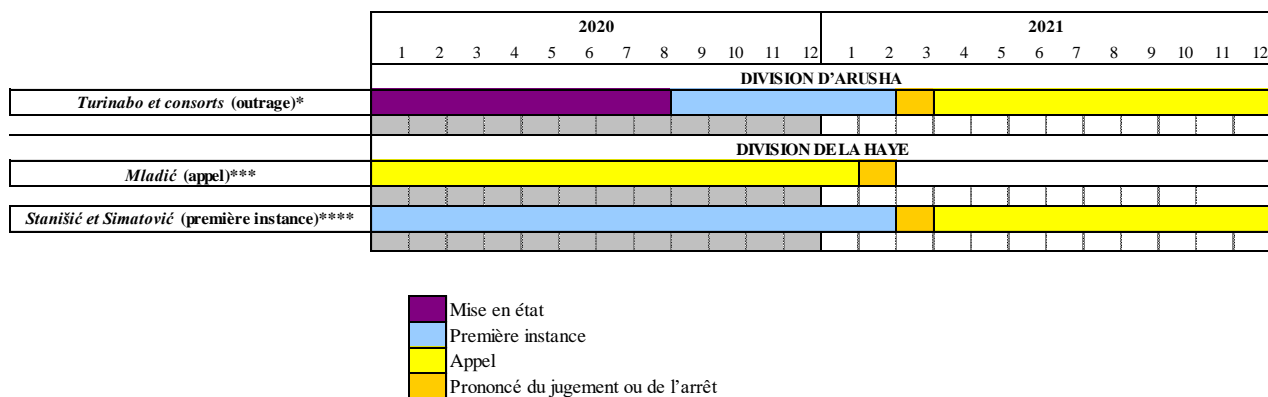 2020 2021
1 2 3 4 5 6 7 8 9 10 11 12 1 2 3 4 5 6 7 8 9 10 11 12
DIVISION D'ARUSHA
Turinabo et consorts (outrage)*
DIVISION DE LA HAYE
Mladić (appel)***
Stanišić et Simatović (première instance)****
Mise en état
Première instance
Appel
Prononcé du jugement ou de l'arrêt